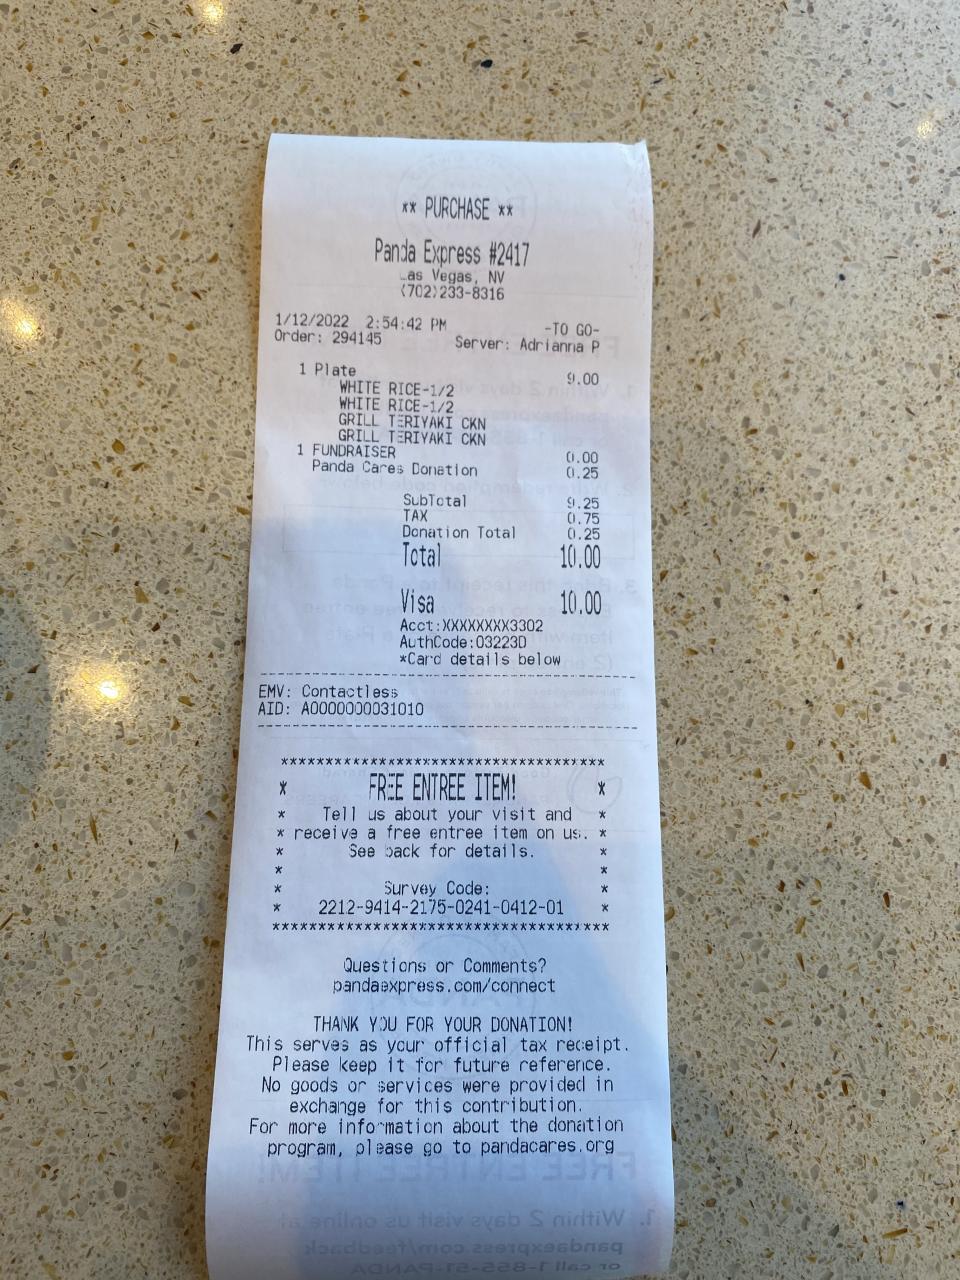 ** PURCHASE **
Panda Express #2417
Las Vegas, NV
(702)233-8316
1/12/2022 2:54:42 PM -TO GO-
Order: 294145 Server: Adrianna P
1 Plate 9.00
WHITE RICE-1/2
WHITE RICE-1/2
GRILL TERIYAKI CKN
GRILL TERIYAKI CKN
1 FUNDRAISER 0.00
Panda Cares Donation 0.25
SubTotal 9.25
TAX 0.75
Donation Total 0.25
Total 10.00
Visa 10.00
Acct:XXXXXXXX3302
AuthCode:03223D
*Card details below
EMV: Contactless
AID: A0000000031010
***********************************
* FREE ENTREE ITEM! *
* Tell us about your visit and *
* receive a free entree item on us. *
* See back for details. *
* *
* Survey Code: *
* 2212-9414-2175-0241-0412-01 *
***********************************
Questions or Comments?
pandaexpress.com/connect
THANK YOU FOR YOUR DONATION!
This serves as your official tax receipt.
Please keep it for future reference.
No goods or services were provided in
exchange for this contribution.
For more information about the donation
program, please go to pandacares.org